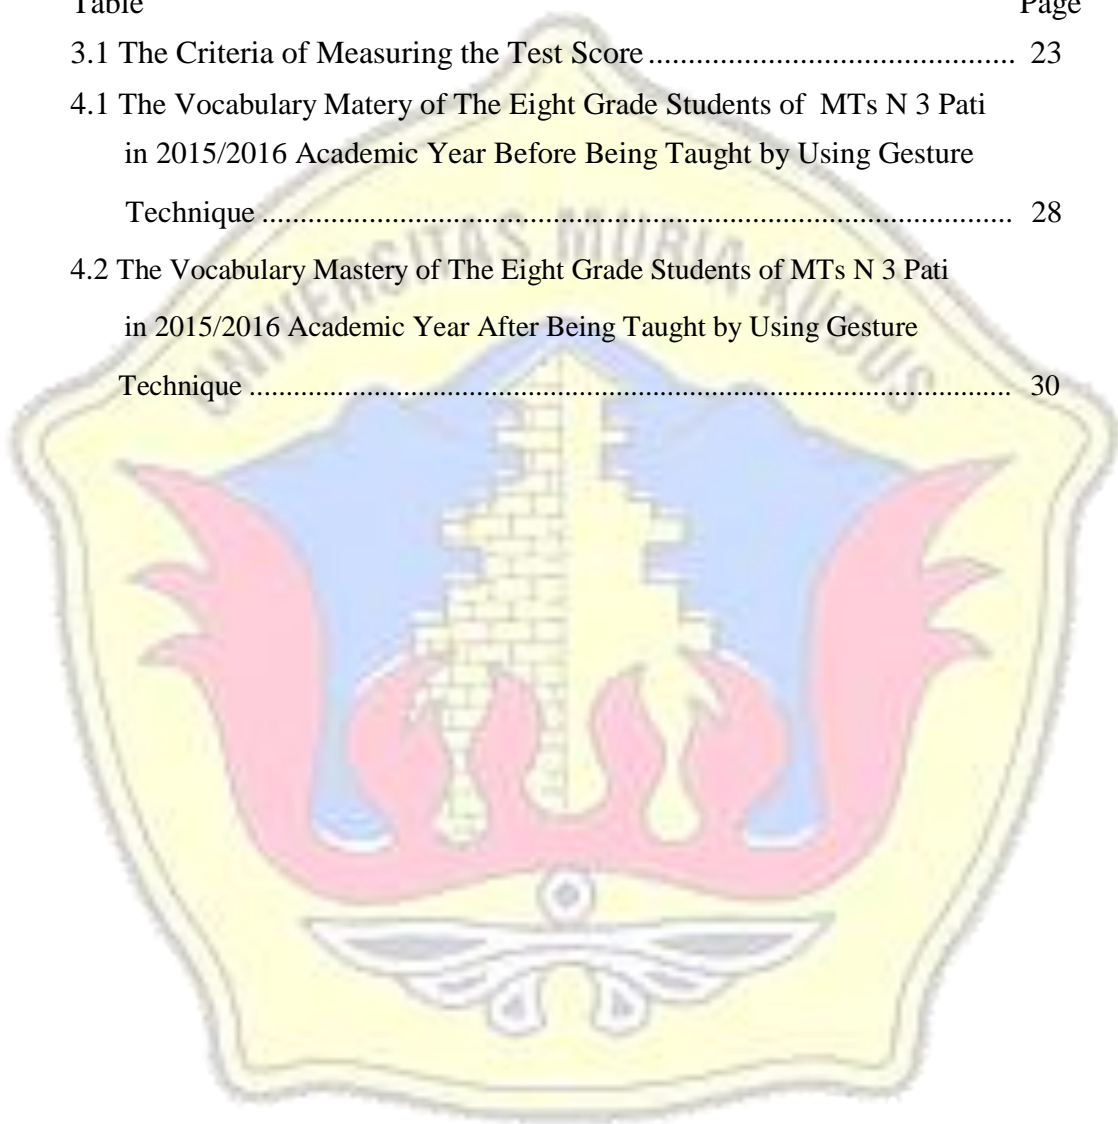 Table Page
3.1 The Criteria of Measuring the Test Score .............................................. 23
4.1 The Vocabulary Matery of The Eight Grade Students of MTs N 3 Pati
in 2015/2016 Academic Year Before Being Taught by Using Gesture
Technique ................................................................................................ 28
4.2 The Vocabulary Mastery of The Eight Grade Students of MTs N 3 Pati
in 2015/2016 Academic Year After Being Taught by Using Gesture
Technique ....................................................................................................... 30
UNIVERSITAS MURIA KUDUS